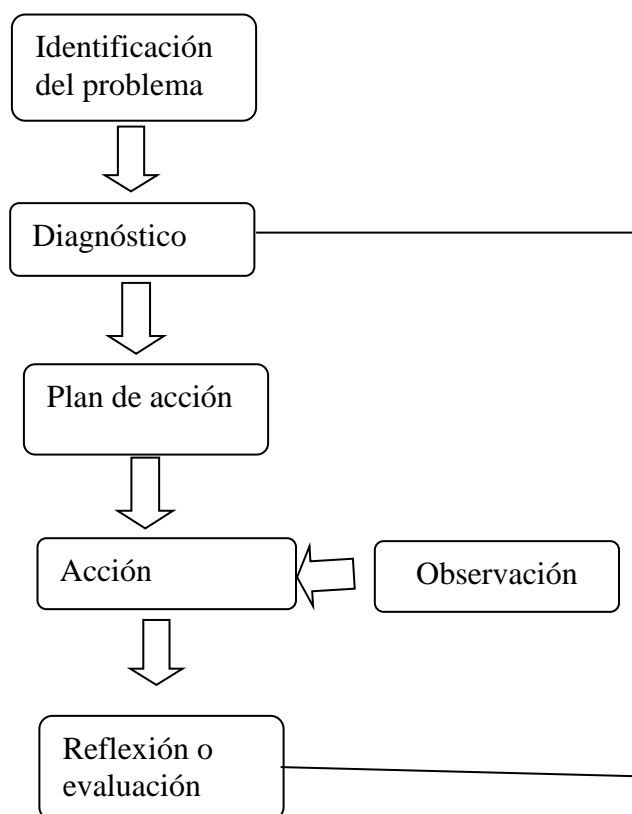 Identificación
del problema
Diagnóstico
Plan de acción
Acción
Observación
Reflexión o
evaluación